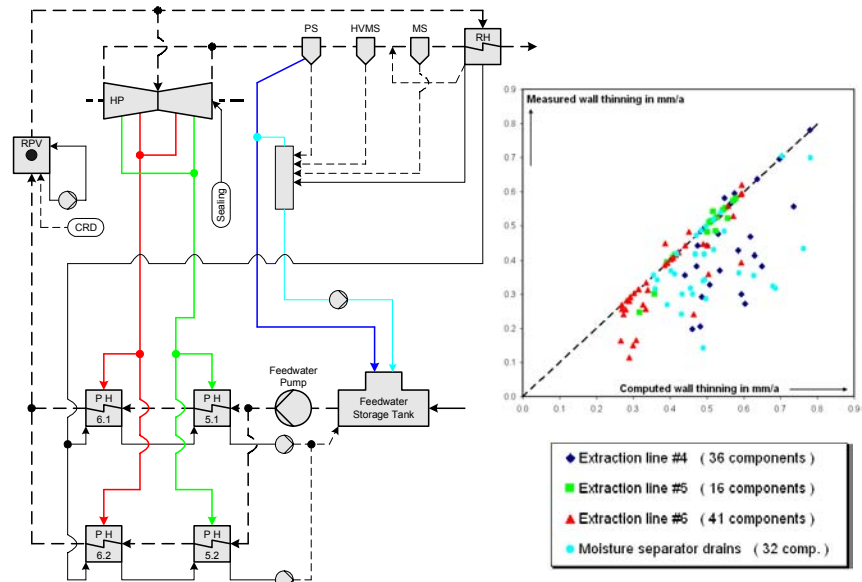 PS
HVMS
MS
RH
HP
RPV
CRD
Sealing
P H
6.1
P H
5.1
Feedwater
Pump
Feedwater
Storage Tank
P H
6.2
P H
5.2
Measured wall thinning in mm/a
0.9
0.8
0.7
0.6
0.5
0.4
0.3
0.2
0.1
0.0
Computed wall thinning in mm/a
0.0 0.1 0.2 0.3 0.4 0.5 0.6 0.7 0.8 0.9
Extraction line #4 ( 36 components )
Extraction line #5 ( 16 components )
Extraction line #6 ( 41 components )
Moisture separator drains ( 32 comp. )